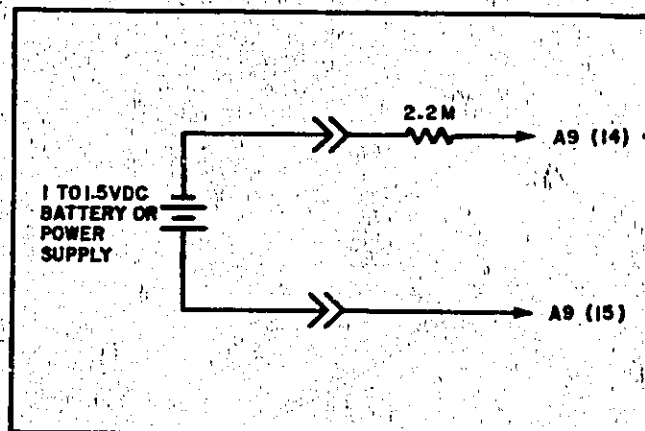 2.2M
A9 (14)
1 TO 1.5VDC
BATTERY OR
POWER
SUPPLY
A9 (15)